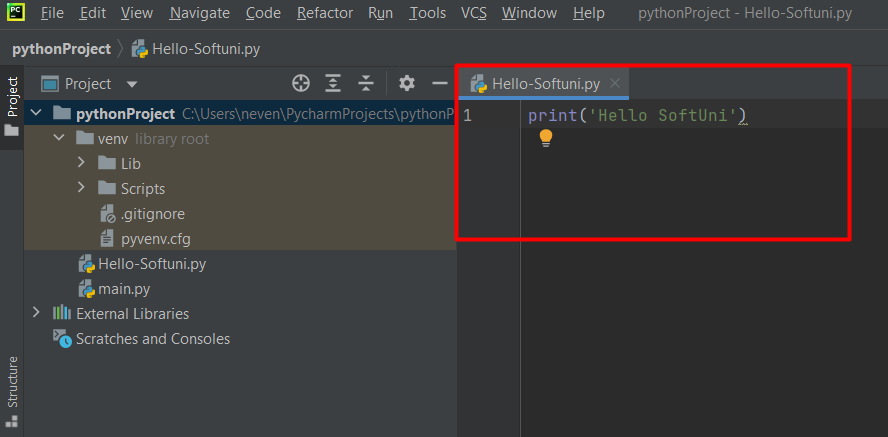 PC File Edit View Navigate Code Refactor Run Tools VCS Window Help pythonProject - Hello-Softuni.py
pythonProject Hello-Softuni.py
Project
Project
Hello-Softuni.py
pythonProject C:\Users\neven\PycharmProjects\pythonP
1 print('Hello SoftUni')
venv library root
Lib
Scripts
.gitignore
pyvenv.cfg
Hello-Softuni.py
main.py
External Libraries
Scratches and Consoles
Structure